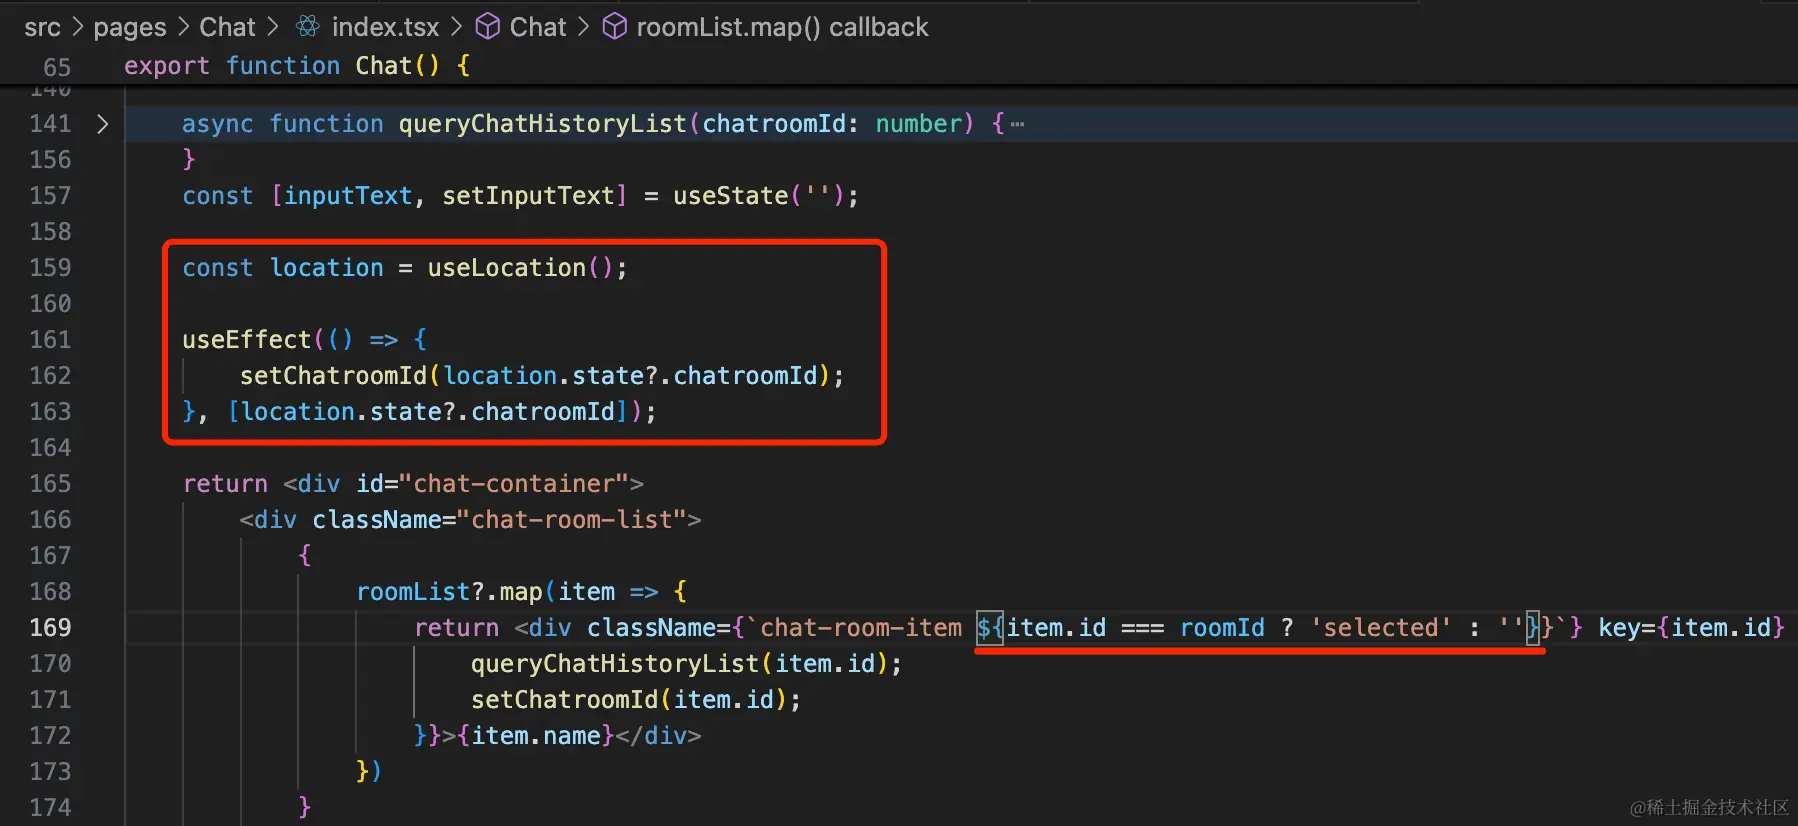 src > pages > Chat > index.tsx > Chat > roomList.map() callback
65 export function Chat() {
140
141 > async function queryChatHistoryList(chatroomId: number) { ⋯
156 }
157 const [inputText, setInputText] = useState('');
158
159 const location = useLocation();
160
161 useEffect(() => {
162 setChatroomId(location.state?.chatroomId);
163 }, [location.state?.chatroomId]);
164
165 return <div id="chat-container">
166 <div className="chat-room-list">
167 {
168 roomList?.map(item => {
169 return <div className={`chat-room-item ${item.id === roomId ? 'selected' : ''}}`} key={item.id}
170 queryChatHistoryList(item.id);
171 setChatroomId(item.id);
172 }}>{item.name}</div>
173 })
174 }
@稀土掘金技术社区